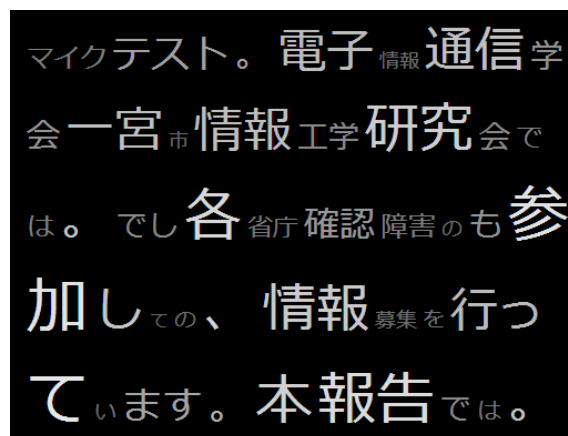 マイクテスト。電子情報通信学
会一宮市情報工学研究会で
は。でし各省庁確認障害のも参
加しての、情報募集を行っ
ています。本報告では。